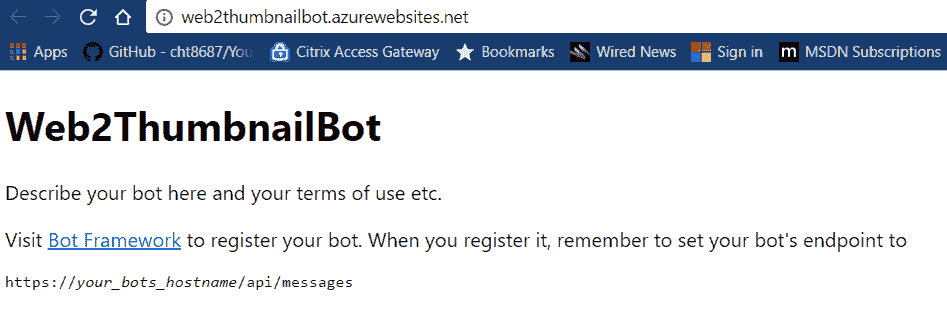 web2thumbnailbot.azurewebsites.net
Apps GitHub - cht8687/You Citrix Access Gateway Bookmarks Wired News Sign in m MSDN Subscriptions
Web2ThumbnailBot
Describe your bot here and your terms of use etc.
Visit Bot Framework to register your bot. When you register it, remember to set your bot's endpoint to
https://your_bots_hostname/api/messages